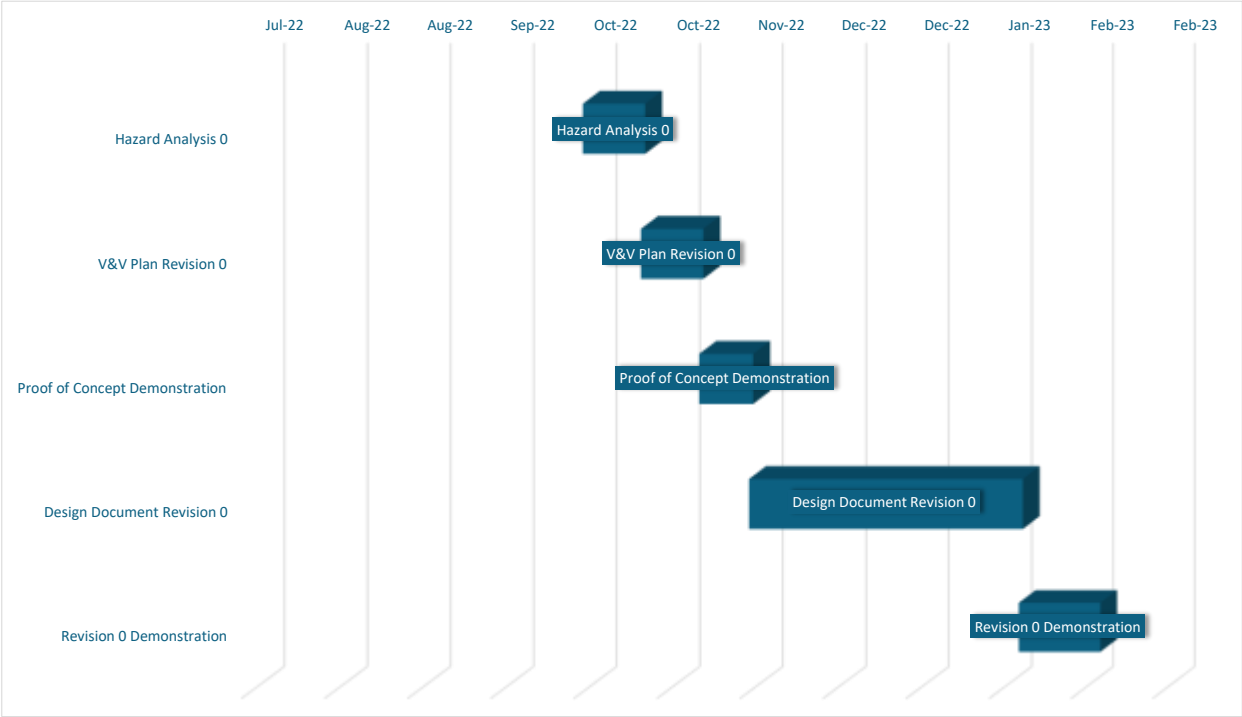 Jul-22 Aug-22 Aug-22 Sep-22 Oct-22 Oct-22 Nov-22 Dec-22 Dec-22 Jan-23 Feb-23 Feb-23
Hazard Analysis 0 Hazard Analysis 0
V&V Plan Revision 0 V&V Plan Revision 0
Proof of Concept Demonstration Proof of Concept Demonstration
Design Document Revision 0 Design Document Revision 0
Revision 0 Demonstration Revision 0 Demonstration